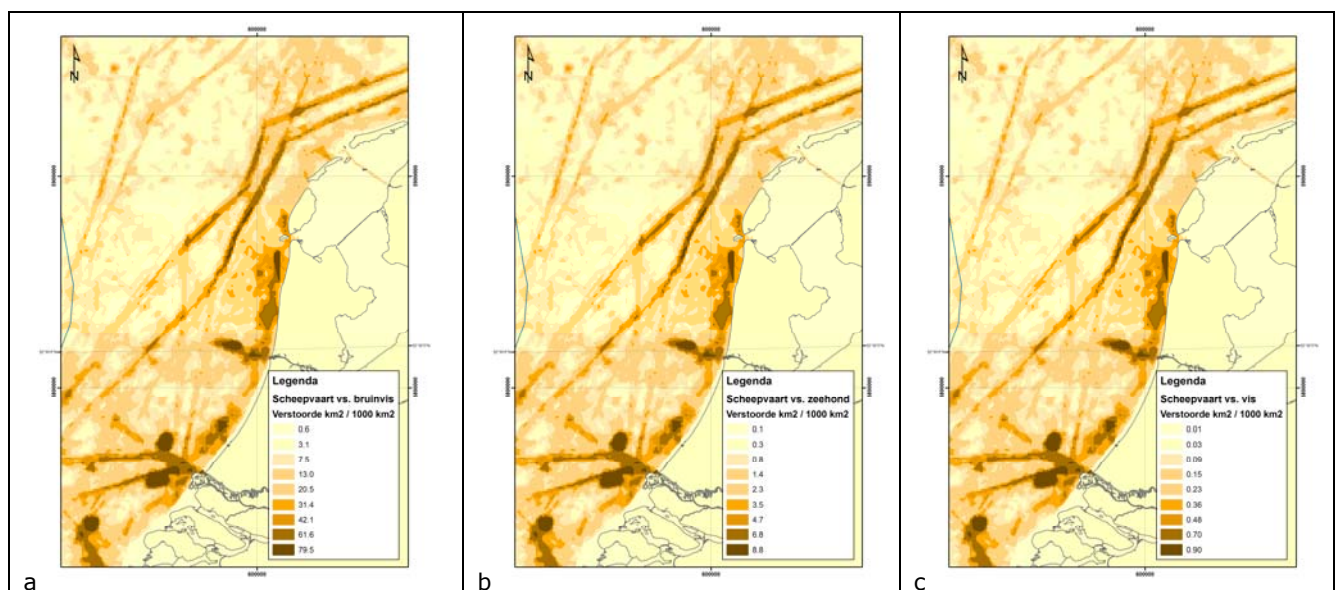 N
Legenda
Scheepvaart vs. bruinvis
Verstoorde km2 / 1000 km2
0.6
3.1
7.5
13.0
20.5
31.4
42.1
61.6
79.5
a
N
Legenda
Scheepvaart vs. zeehond
Verstoorde km2 / 1000 km2
0.1
0.3
0.8
1.4
2.3
3.5
4.7
6.8
8.8
b
N
Legenda
Scheepvaart vs. vis
Verstoorde km2 / 1000 km2
0.01
0.03
0.09
0.15
0.23
0.36
0.48
0.70
0.90
c